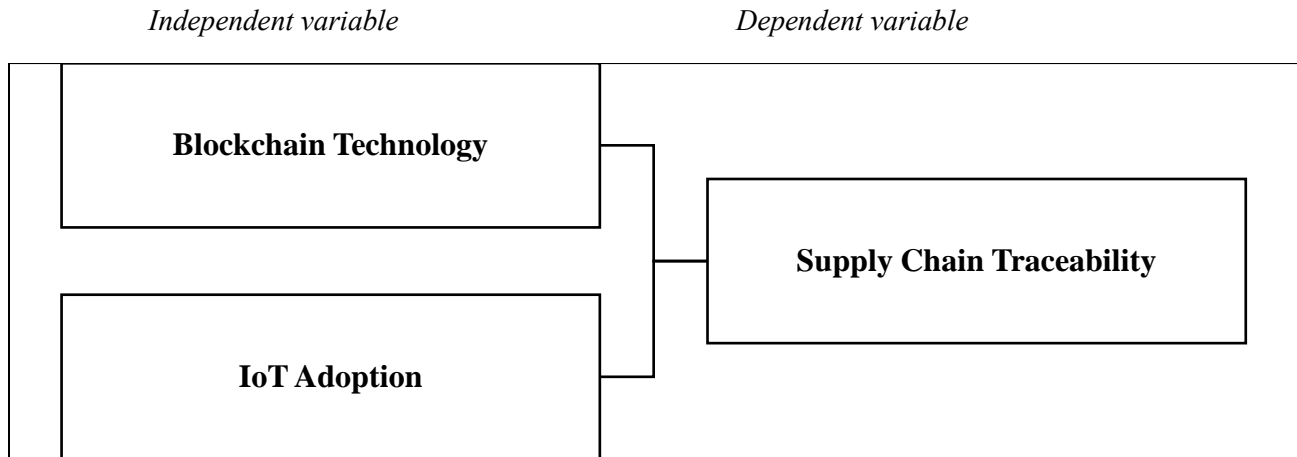 Independent variable
Dependent variable
Blockchain Technology
Supply Chain Traceability
IoT Adoption